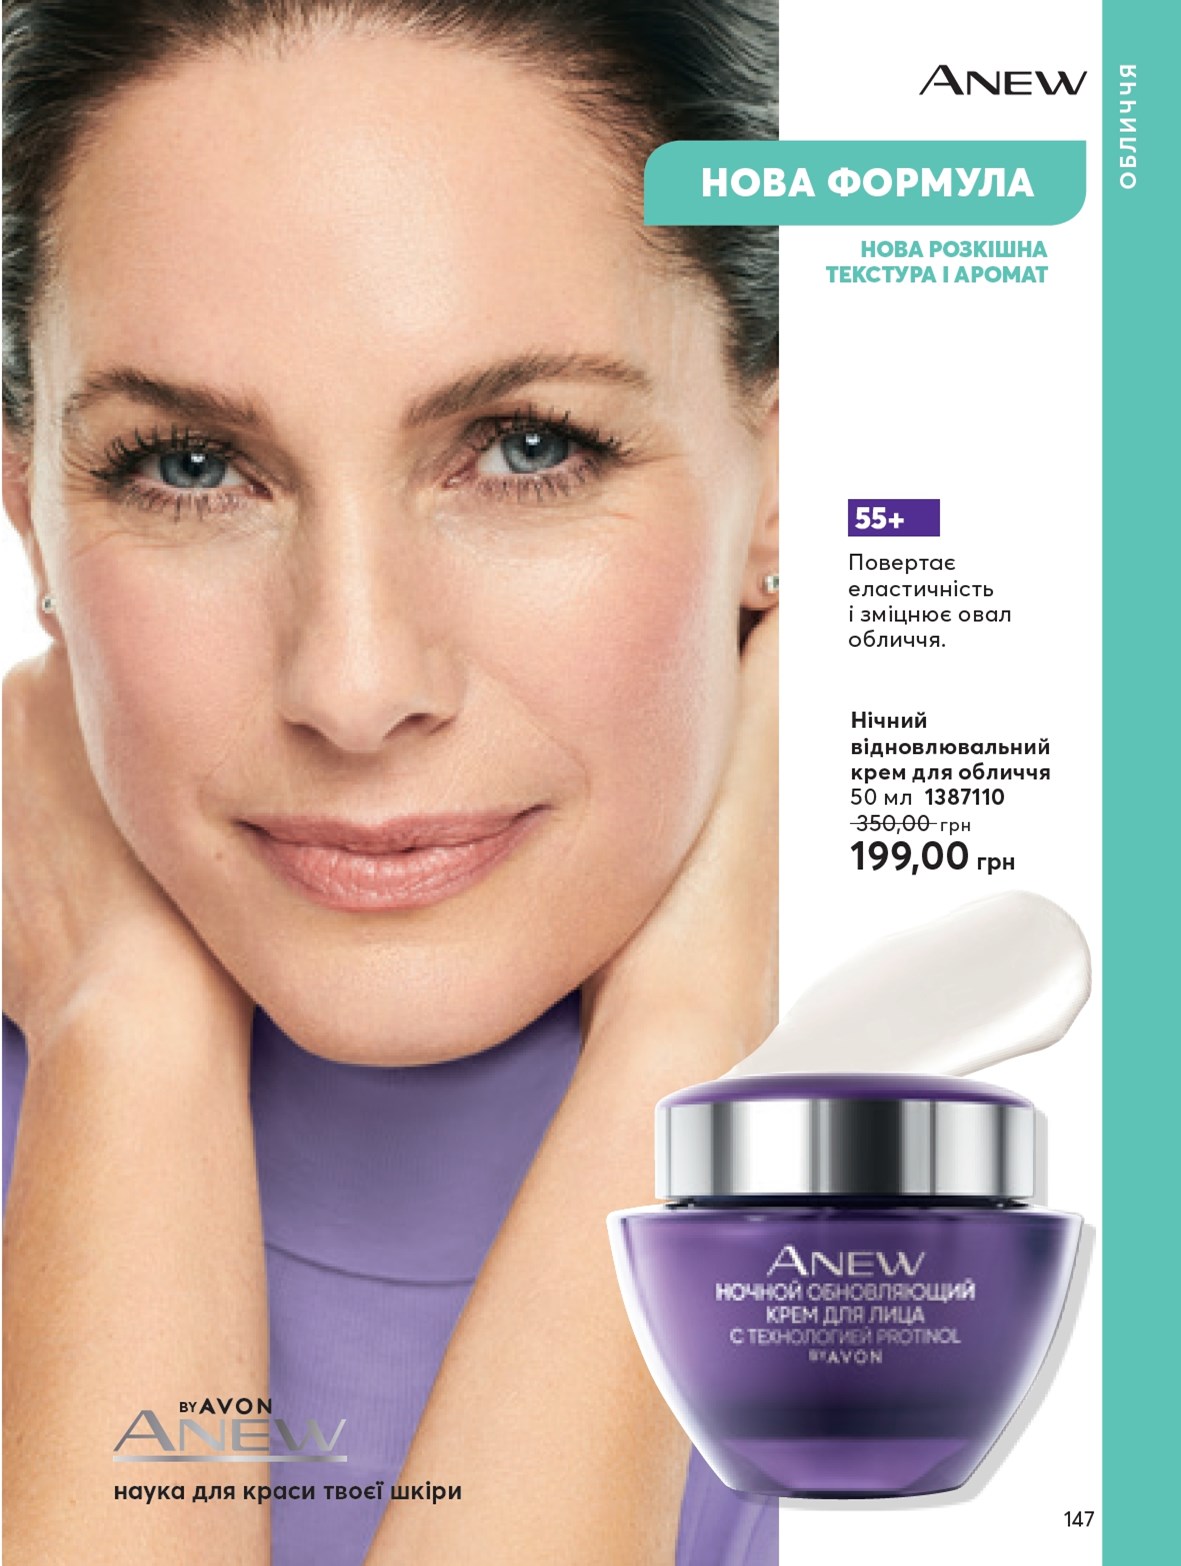 ANEW
ОБЛИЧЧЯ
НОВА ФОРМУЛА
НОВА РОЗКІШНА
ТЕКСТУРА І АРОМАТ
55+
Повертає
еластичність
і зміцнює овал
обличчя.
Нічний
відновлювальний
крем для обличчя
50 мл 1387110
350,00 грн
199,00 грн
ANEW
НОЧНОЙ ОБНОВЛЯЮЩИЙ
КРЕМ ДЛЯ ЛИЦА
С ТЕХНОЛОГИЕЙ PROTINOL
BY AVON
BY AVON
ANEW
наука для краси твоєї шкіри
147